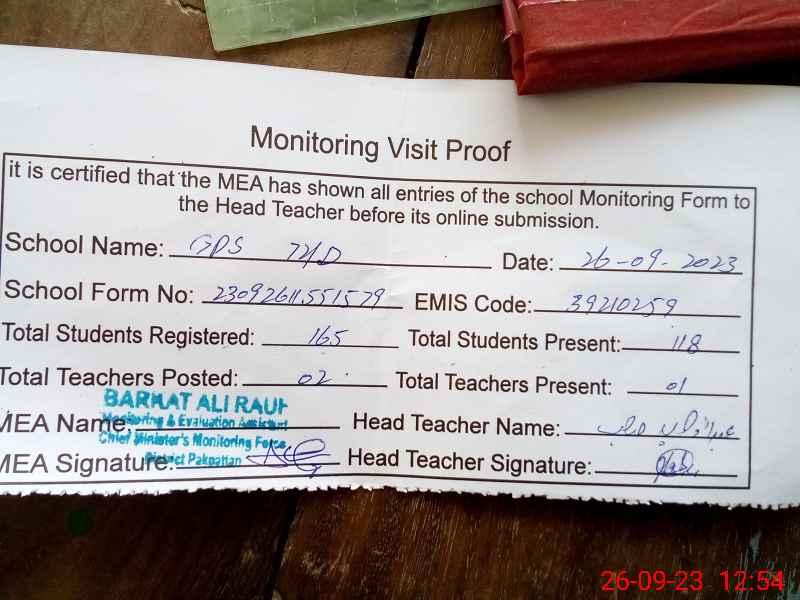 Monitoring Visit Proof
it is certified that the MEA has shown all entries of the school Monitoring Form to
the Head Teacher before its online submission.
School Name: GPS 72/D Date: 26-09-2023
School Form No: 23092611551579 EMIS Code: 39210259
Total Students Registered: 165 Total Students Present: 118
Total Teachers Posted: 02 Total Teachers Present: 01
BARKAT ALI RAUF
MEA Name: Head Teacher Name:
Monitoring & Evaluation Assistant
Chief Minister's Monitoring Force,
District Pakpattan
MEA Signature: Head Teacher Signature:
26-09-23 12:54